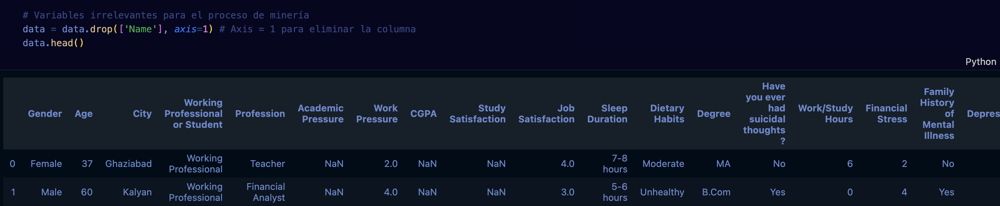 # Variables irrelevantes para el proceso de minería
data = data.drop(['Name'], axis=1) # Axis = 1 para eliminar la columna
data.head()
Python
Gender Age City Working Professional or Student Profession Academic Pressure Work Pressure CGPA Study Satisfaction Job Satisfaction Sleep Duration Dietary Habits Degree Have you ever had suicidal thoughts ? Work/Study Hours Financial Stress Family History of Mental Illness Depres
0 Female 37 Ghaziabad Working Professional Teacher NaN 2.0 NaN NaN 4.0 7-8 hours Moderate MA No 6 2 No
1 Male 60 Kalyan Working Professional Financial Analyst NaN 4.0 NaN NaN 3.0 5-6 hours Unhealthy B.Com Yes 0 4 Yes